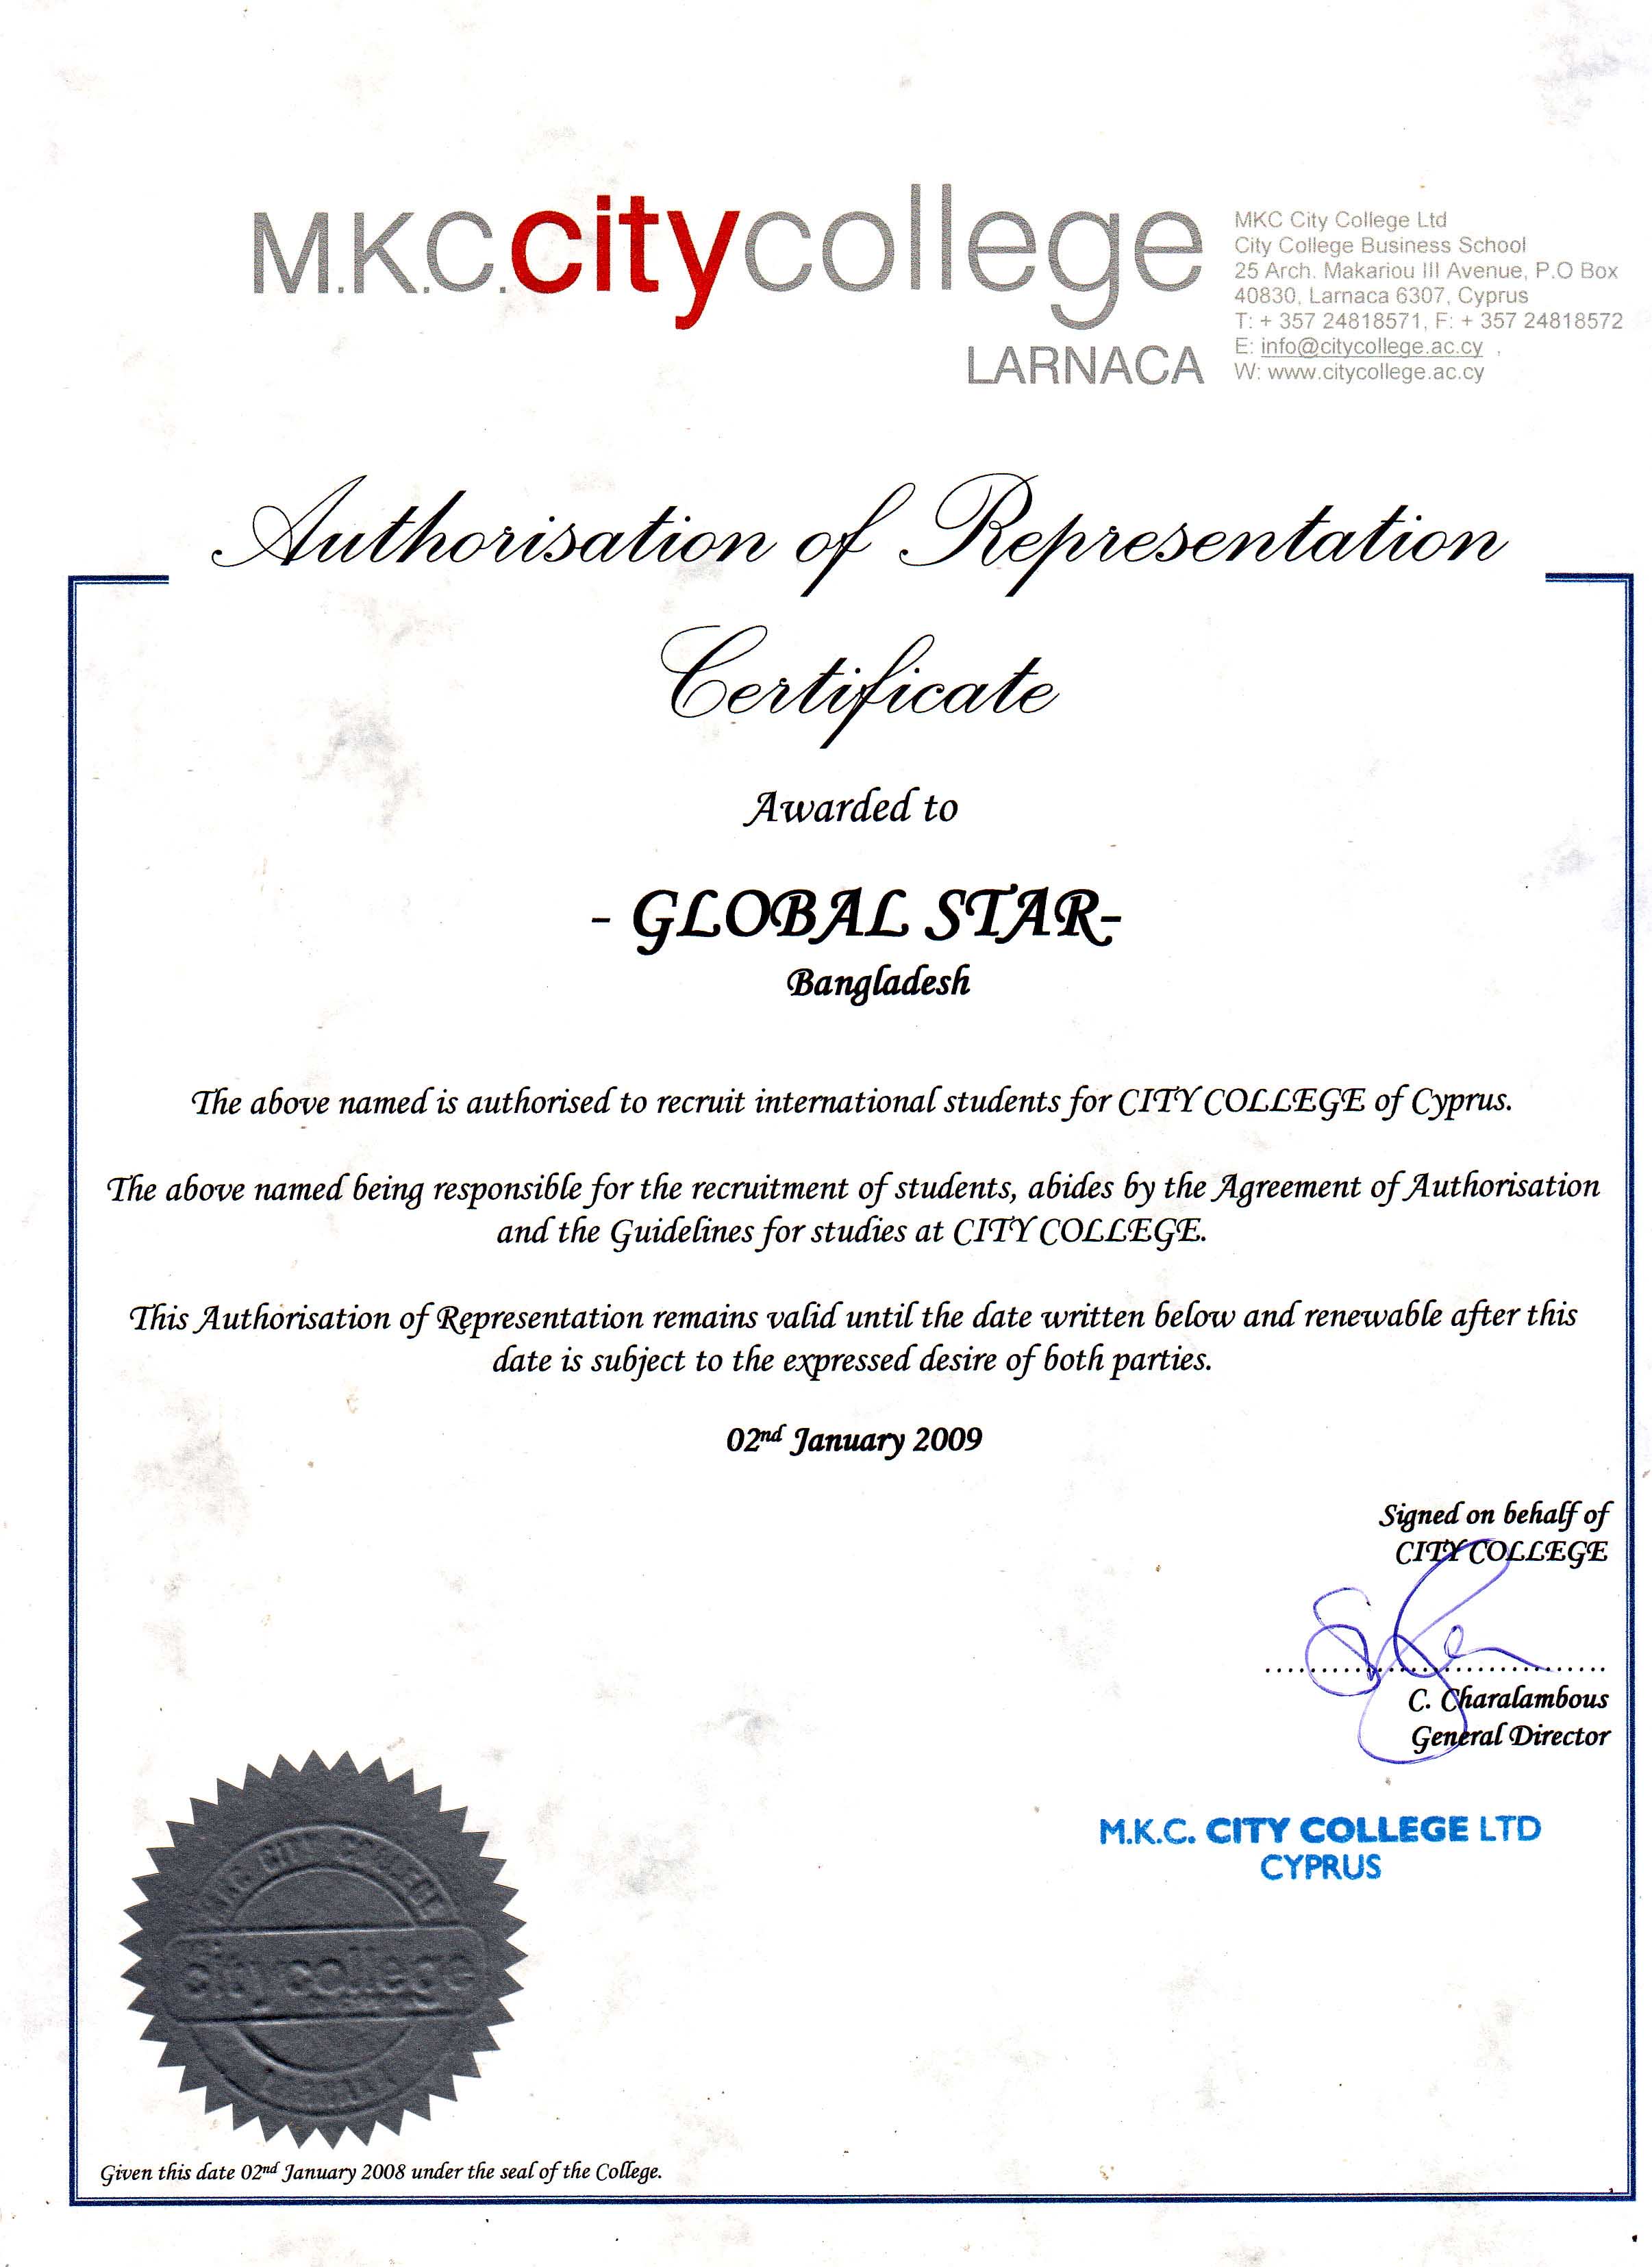 M.K.C.citycollege
LARNACA
MKC City College Ltd
City College Business School
25 Arch. Makariou III Avenue, P.O Box
40830, Larnaca 6307, Cyprus
T: + 357 24818571, F: + 357 24818572
E: info@citycollege.ac.cy ,
W: www.citycollege.ac.cy
Authorisation of Representation
Certificate
Awarded to
- GLOBAL STAR-
Bangladesh
The above named is authorised to recruit international students for CITY COLLEGE of Cyprus.
The above named being responsible for the recruitment of students, abides by the Agreement of Authorisation
and the Guidelines for studies at CITY COLLEGE.
This Authorisation of Representation remains valid until the date written below and renewable after this
date is subject to the expressed desire of both parties.
02nd January 2009
Signed on behalf of
CITY COLLEGE
C. Charalambous
General Director
M.K.C. CITY COLLEGE LTD
CYPRUS
M.K.C. CITY COLLEGE
citycollege
LARNACA
Given this date 02nd January 2008 under the seal of the College.